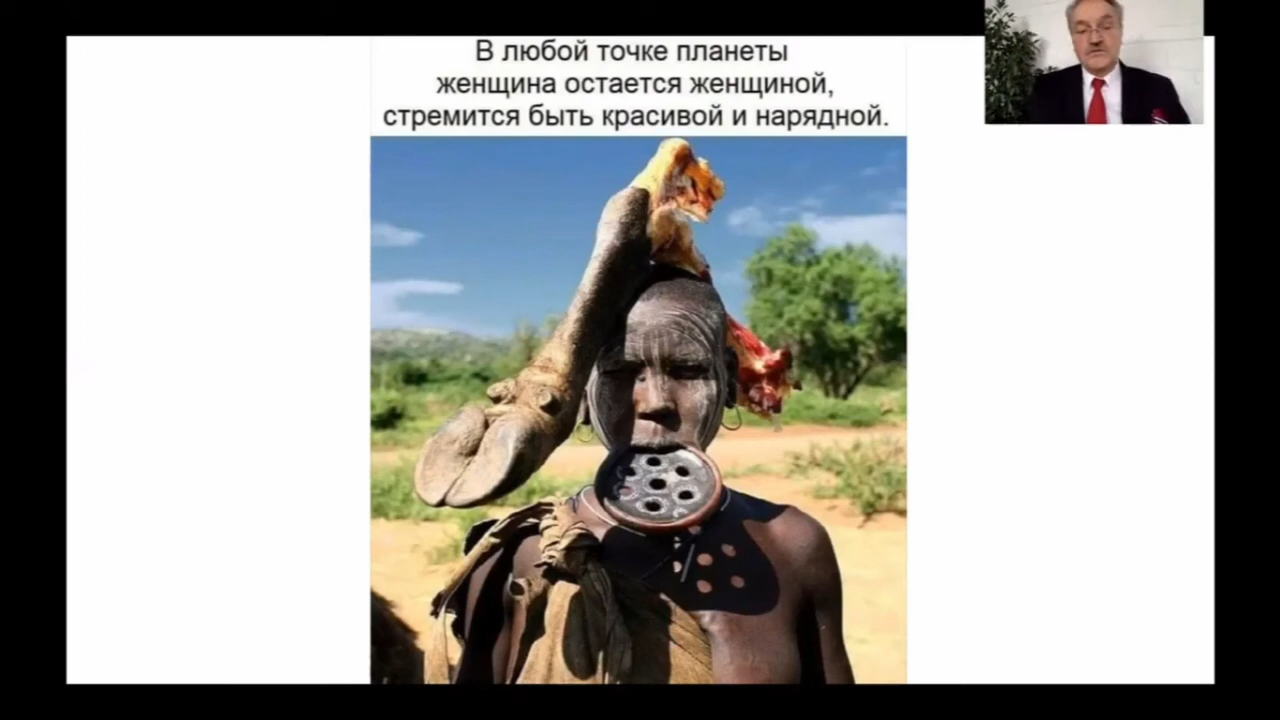 В любой точке планеты
женщина остается женщиной,
стремится быть красивой и нарядной.